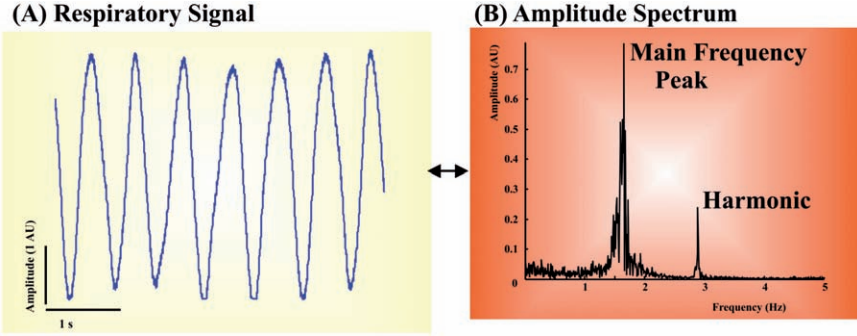 (A) Respiratory Signal
Amplitude (1 AU)
1 s
(B) Amplitude Spectrum
Amplitude (AU)
0.7
0.6
0.5
0.4
0.3
0.2
0.1
0
Main Frequency
Peak
Harmonic
1
2
3
4
5
Frequency (Hz)